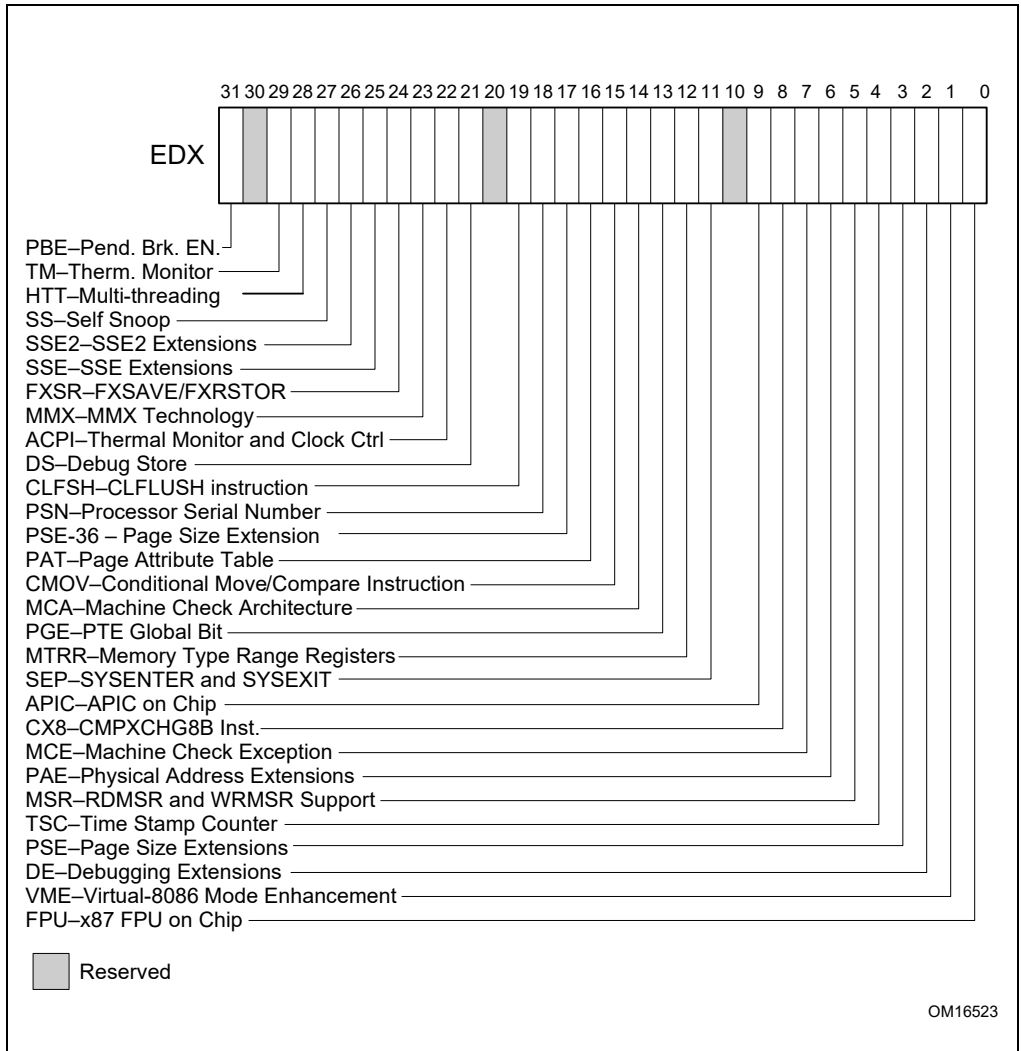 31 30 29 28 27 26 25 24 23 22 21 20 19 18 17 16 15 14 13 12 11 10 9 8 7 6 5 4 3 2 1 0
EDX
PBE–Pend. Brk. EN.
TM–Therm. Monitor
HTT–Multi-threading
SS–Self Snoop
SSE2–SSE2 Extensions
SSE–SSE Extensions
FXSR–FXSAVE/FXRSTOR
MMX–MMX Technology
ACPI–Thermal Monitor and Clock Ctrl
DS–Debug Store
CLFSH–CLFLUSH instruction
PSN–Processor Serial Number
PSE-36 – Page Size Extension
PAT–Page Attribute Table
CMOV–Conditional Move/Compare Instruction
MCA–Machine Check Architecture
PGE–PTE Global Bit
MTRR–Memory Type Range Registers
SEP–SYSENTER and SYSEXIT
APIC–APIC on Chip
CX8–CMPXCHG8B Inst.
MCE–Machine Check Exception
PAE–Physical Address Extensions
MSR–RDMSR and WRMSR Support
TSC–Time Stamp Counter
PSE–Page Size Extensions
DE–Debugging Extensions
VME–Virtual-8086 Mode Enhancement
FPU–x87 FPU on Chip
Reserved
OM16523